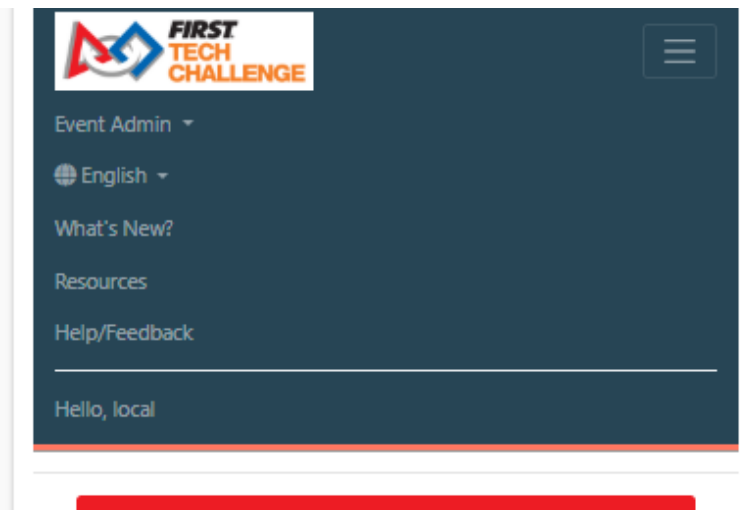 FIRST
TECH
CHALLENGE
Event Admin
English
What's New?
Resources
Help/Feedback
Hello, local